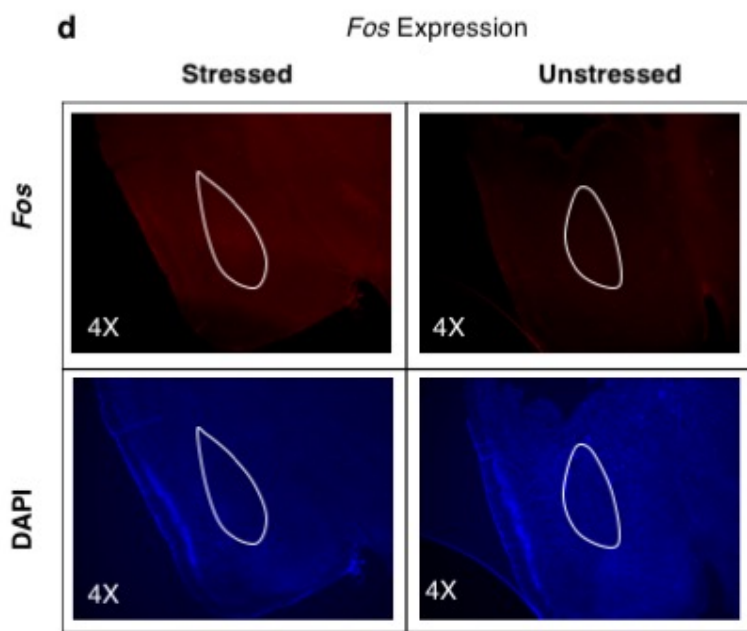 d
Fos Expression
Stressed Unstressed
Fos
4X 4X
DAPI
4X 4X